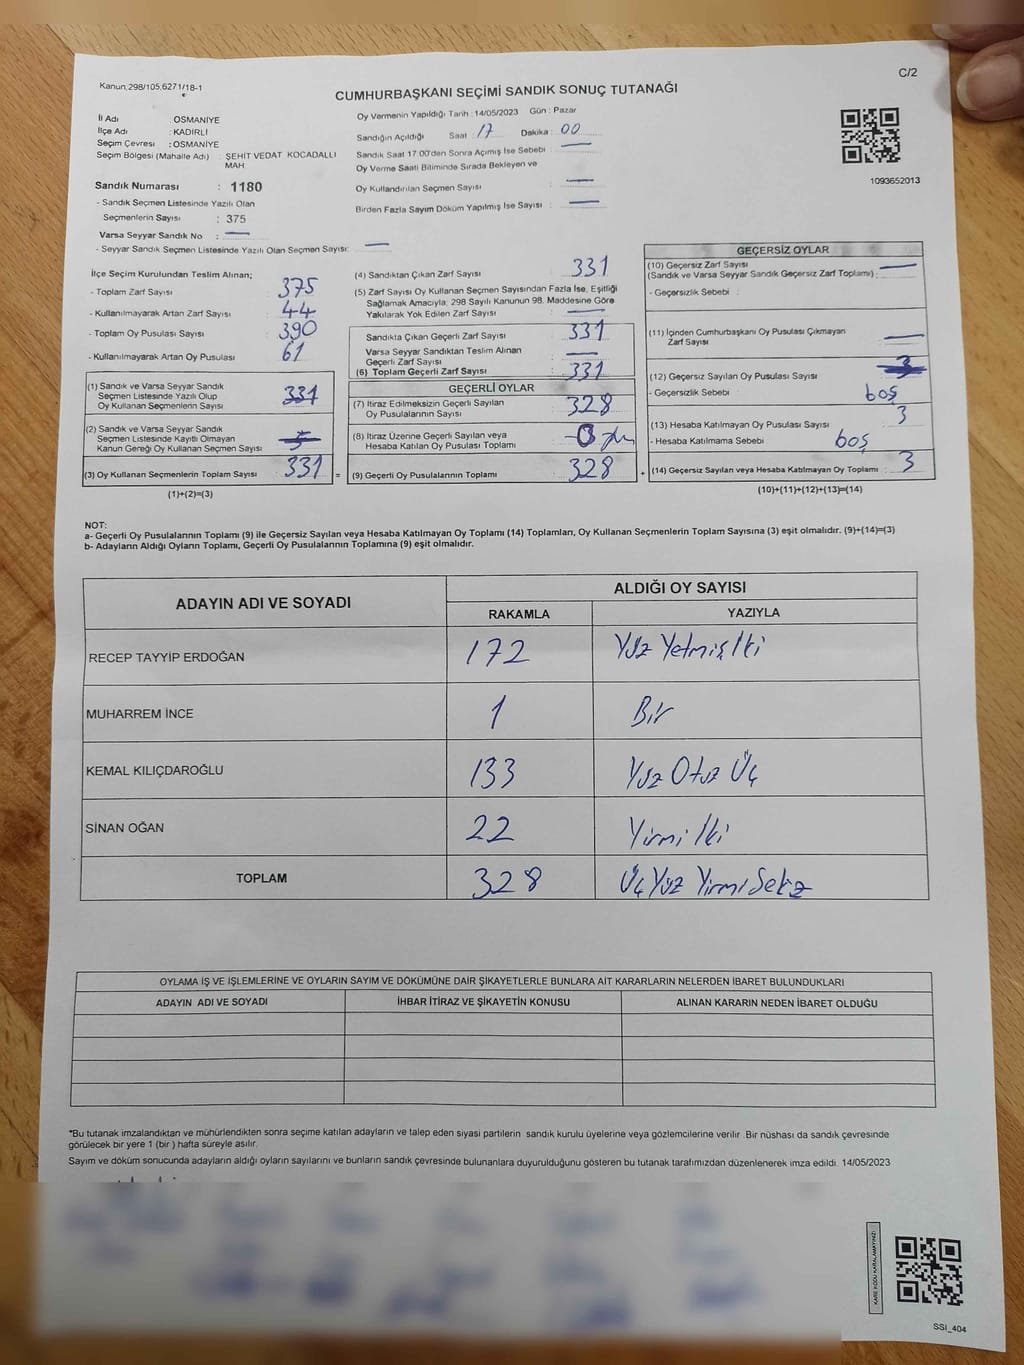 Kanun;298/105;6271/18-1
C/2
CUMHURBAŞKANI SEÇİMİ SANDIK SONUÇ TUTANAĞI
İl Adı : OSMANİYE
İlçe Adı : KADİRLİ
Seçim Çevresi : OSMANİYE
Seçim Bölgesi (Mahalle Adı) : ŞEHİT VEDAT KOCADALLI
MAH.
Sandık Numarası : 1180
- Sandık Seçmen Listesinde Yazılı Olan
Seçmenlerin Sayısı : 375
Varsa Seyyar Sandık No : —
- Seyyar Sandık Seçmen Listesinde Yazılı Olan Seçmen Sayısı: —
Oy Vermenin Yapıldığı Tarih : 14/05/2023 Gün : Pazar
Sandığın Açıldığı Saat : 17 Dakika : 00
Sandık Saat 17:00'den Sonra Açımış İse Sebebi : —
Oy Verme Saati Bitiminde Sırada Bekleyen ve
Oy Kullandırılan Seçmen Sayısı : —
Birden Fazla Sayım Döküm Yapılmış İse Sayısı : —
1093652013
İlçe Seçim Kurulundan Teslim Alınan;
- Toplam Zarf Sayısı : 375
- Kullanılmayarak Artan Zarf Sayısı : 44
- Toplam Oy Pusulası Sayısı : 390
- Kullanılmayarak Artan Oy Pusulası : 61
(1) Sandık ve Varsa Seyyar Sandık
Seçmen Listesinde Yazılı Olup
Oy Kullanan Seçmenlerin Sayısı : 331
(2) Sandık ve Varsa Seyyar Sandık
Seçmen Listesinde Kayıtlı Olmayan
Kanun Gereği Oy Kullanan Seçmen Sayısı :
(3) Oy Kullanan Seçmenlerin Toplam Sayısı : 331 =
(1)+(2)=(3)
(4) Sandıktan Çıkan Zarf Sayısı : 331
(5) Zarf Sayısı Oy Kullanan Seçmen Sayısından Fazla İse, Eşitliği
Sağlamak Amacıyla, 298 Sayılı Kanunun 98. Maddesine Göre
Yakılarak Yok Edilen Zarf Sayısı : —
Sandıkta Çıkan Geçerli Zarf Sayısı : 331
Varsa Seyyar Sandıktan Teslim Alınan
Geçerli Zarf Sayısı : —
(6) Toplam Geçerli Zarf Sayısı : 331
GEÇERLİ OYLAR
(7) İtiraz Edilmeksizin Geçerli Sayılan
Oy Pusulalarının Sayısı : 328
(8) İtiraz Üzerine Geçerli Sayılan veya
Hesaba Katılan Oy Pusulası Toplamı :
(9) Geçerli Oy Pusulalarının Toplamı : 328 +
GEÇERSİZ OYLAR
(10) Geçersiz Zarf Sayısı
(Sandık ve Varsa Seyyar Sandık Geçersiz Zarf Toplamı) : —
- Geçersizlik Sebebi :
(11) İçinden Cumhurbaşkanı Oy Pusulası Çıkmayan
Zarf Sayısı : —
(12) Geçersiz Sayılan Oy Pusulası Sayısı : 3
- Geçersizlik Sebebi : boş
(13) Hesaba Katılmayan Oy Pusulası Sayısı : 3
- Hesaba Katılmama Sebebi : boş
(14) Geçersiz Sayılan veya Hesaba Katılmayan Oy Toplamı : 3
(10)+(11)+(12)+(13)=(14)
NOT:
a- Geçerli Oy Pusulalarının Toplamı (9) ile Geçersiz Sayılan veya Hesaba Katılmayan Oy Toplamı (14) Toplamları, Oy Kullanan Seçmenlerin Toplam Sayısına (3) eşit olmalıdır. (9)+(14)=(3)
b- Adayların Aldığı Oyların Toplamı, Geçerli Oy Pusulalarının Toplamına (9) eşit olmalıdır.
ADAYIN ADI VE SOYADI ALDIĞI OY SAYISI
RAKAMLA YAZIYLA
RECEP TAYYİP ERDOĞAN 172 Yüz Yetmiş İki
MUHARREM İNCE 1 Bir
KEMAL KILIÇDAROĞLU 133 Yüz Otuz Üç
SİNAN OĞAN 22 Yirmi İki
TOPLAM 328 Üç Yüz Yirmi Sekiz
OYLAMA İŞ VE İŞLEMLERİNE VE OYLARIN SAYIM VE DÖKÜMÜNE DAİR ŞİKAYETLERLE BUNLARA AİT KARARLARIN NELERDEN İBARET BULUNDUKLARI
ADAYIN ADI VE SOYADI İHBAR İTİRAZ VE ŞİKAYETİN KONUSU ALINAN KARARIN NEDEN İBARET OLDUĞU
*Bu tutanak imzalandıktan ve mühürlendikten sonra seçime katılan adayların ve talep eden siyasi partilerin sandık kurulu üyelerine veya gözlemcilerine verilir. Bir nüshası da sandık çevresinde
görülecek bir yere 1 (bir ) hafta süreyle asılır.
Sayım ve döküm sonucunda adayların aldığı oyların sayılarını ve bunların sandık çevresinde bulunanlara duyurulduğunu gösteren bu tutanak tarafımızdan düzenlenerek imza edildi. 14/05/2023
KARE KODU KARALAMAYINIZ!
SSİ_404